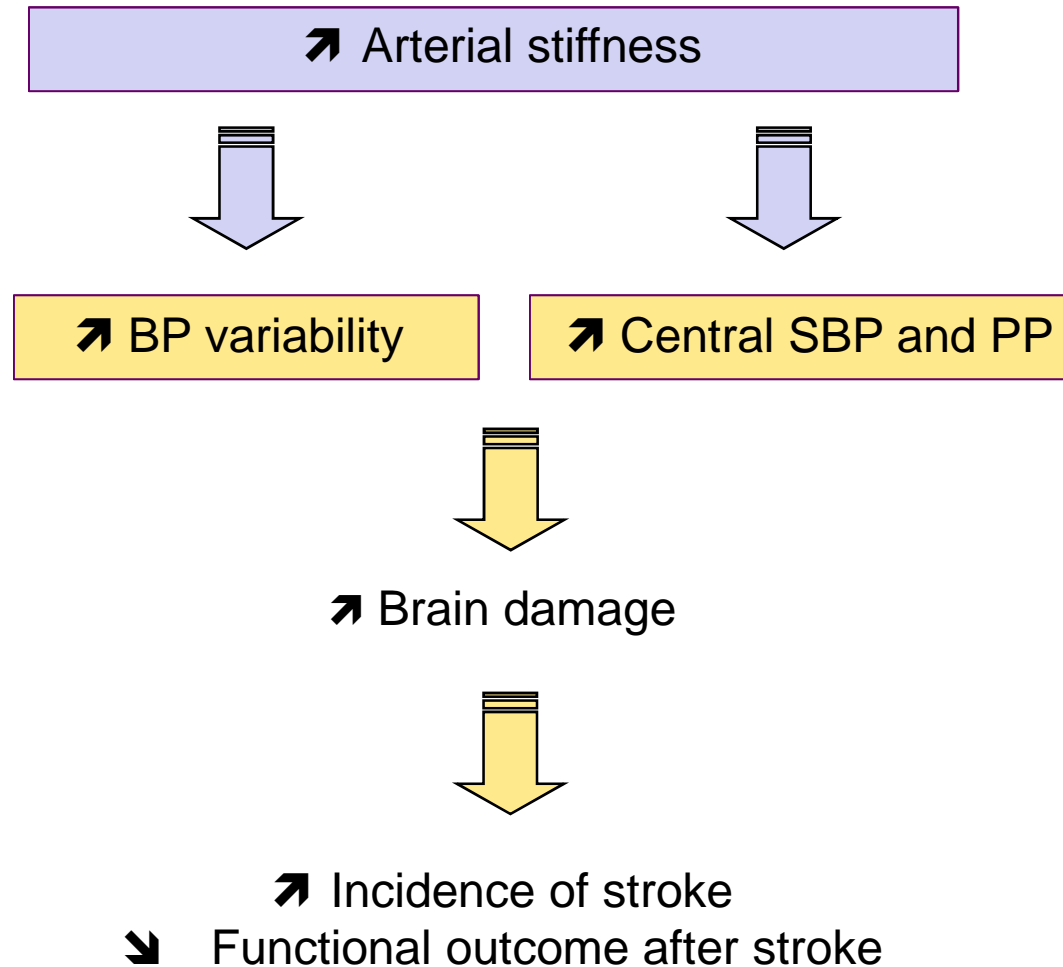 ↗ Arterial stiffness
↗ BP variability
↗ Central SBP and PP
↗ Brain damage
↗ Incidence of stroke
↘ Functional outcome after stroke